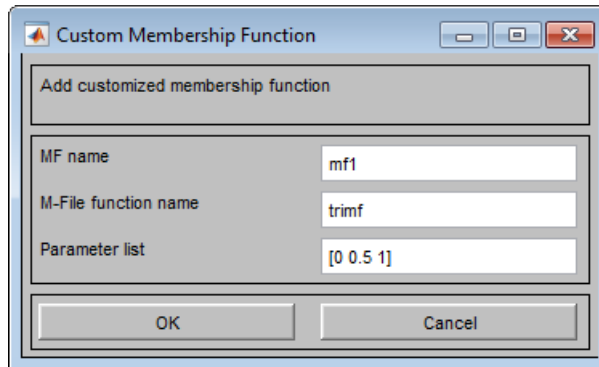 Custom Membership Function
Add customized membership function
MF name
mf1
M-File function name
trimf
Parameter list
[0 0.5 1]
OK
Cancel